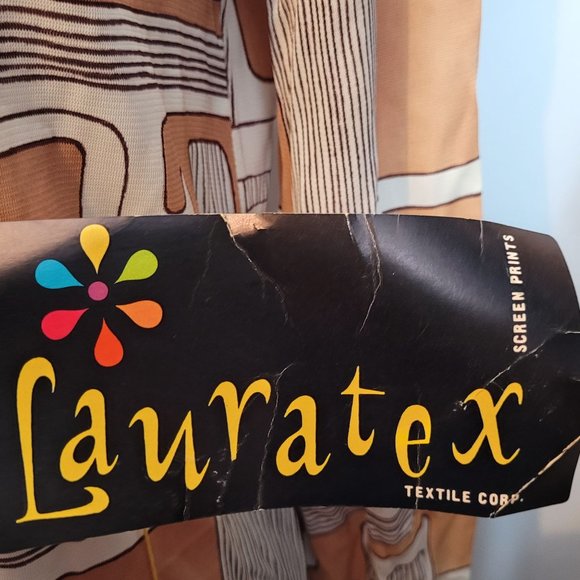 SCREEN PRINTS
Lauratex
TEXTILE CORP.